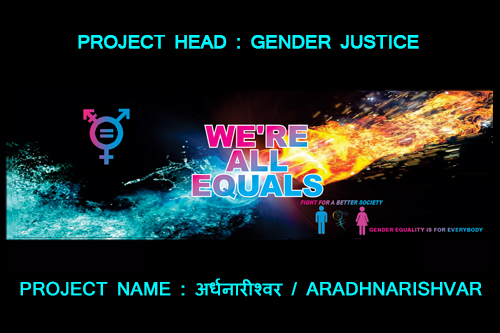 PROJECT HEAD : GENDER JUSTICE
WE'RE
ALL
EQUALS
FIGHT FOR A BETTER SOCIETY
GENDER EQUALITY IS FOR EVERYBODY
PROJECT NAME : अर्धनारीश्वर / ARADHNARISHVAR